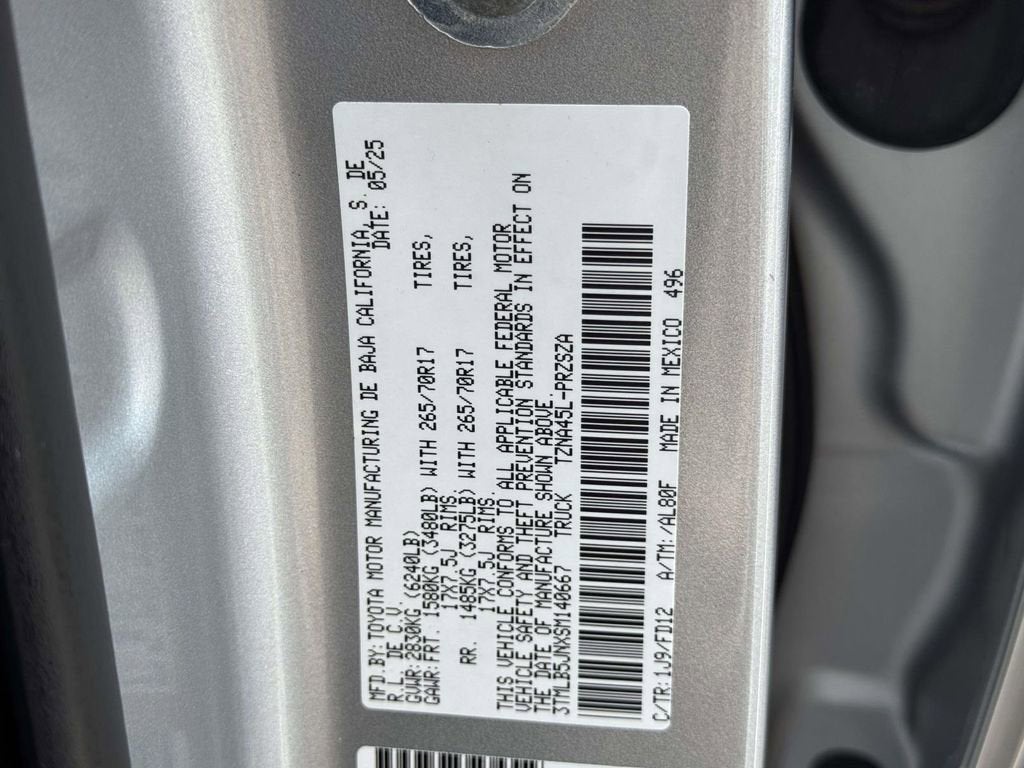 MFD.BY:TOYOTA MOTOR MANUFACTURING DE BAJA CALIFORNIA, S. DE
R.L. DE C.V. DATE: 05/25
GVWR:2830KG (6240LB)
GAWR:FRT. 1580KG (3480LB) WITH 265/70R17 TIRES,
17X7.5J RIMS.
RR. 1485KG (3275LB) WITH 265/70R17 TIRES,
17X7.5J RIMS.
THIS VEHICLE CONFORMS TO ALL APPLICABLE FEDERAL MOTOR
VEHICLE SAFETY AND THEFT PREVENTION STANDARDS IN EFFECT ON
THE DATE OF MANUFACTURE SHOWN ABOVE.
3TMLB5JNXSM140667 TRUCK TZNA45L-PRZSZA
C/TR:1J9/FD12 A/TM:/AL80F MADE IN MEXICO 496